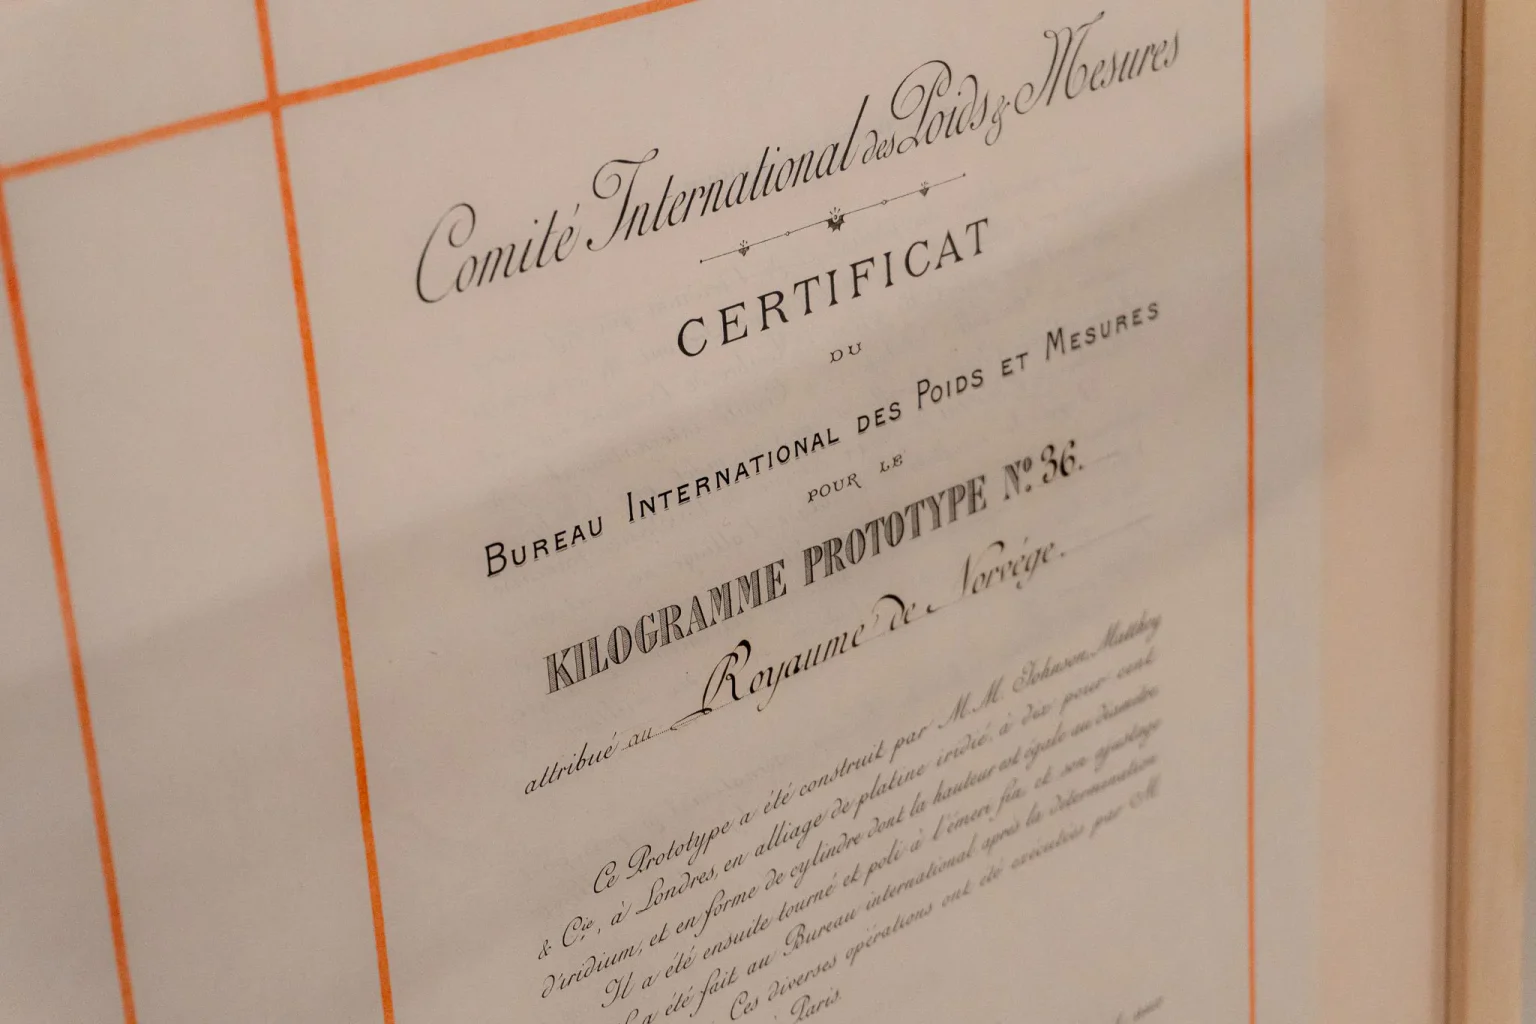 Comité International des Poids & Mesures
CERTIFICAT
DU
BUREAU INTERNATIONAL DES POIDS ET MESURES
POUR LE
KILOGRAMME PROTOTYPE Nº 36.
attribué au Royaume de Norvége.
Ce Prototype a été construit par M.M. Johnson Matthey
& Cie, à Londres, en alliage de platine iridié, à dix pour cent
d'iridium, et en forme de cylindre dont la hauteur est égale au diamètre
Il a été ensuite tourné et poli à l'émeri fin, et son ajustage
a été fait au Bureau international après la détermination
Ces diverses opérations ont été exécutées par M
Paris.